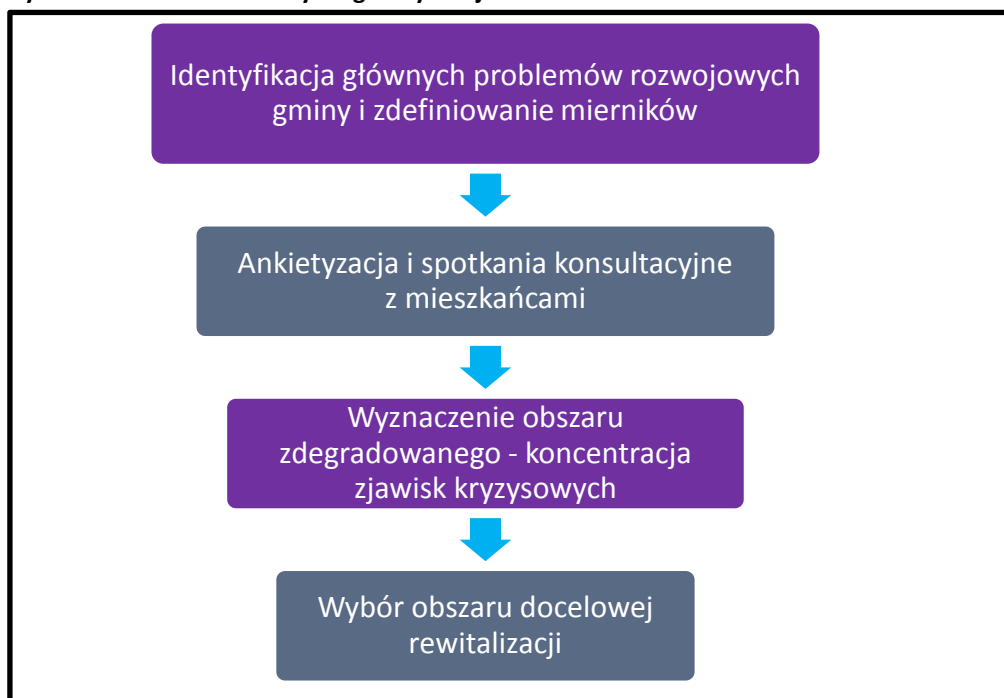 Identyfikacja głównych problemów rozwojowych
gminy i zdefiniowanie mierników
Ankietyzacja i spotkania konsultacyjne
z mieszkańcami
Wyznaczenie obszaru
zdegradowanego - koncentracja
zjawisk kryzysowych
Wybór obszaru docelowej
rewitalizacji